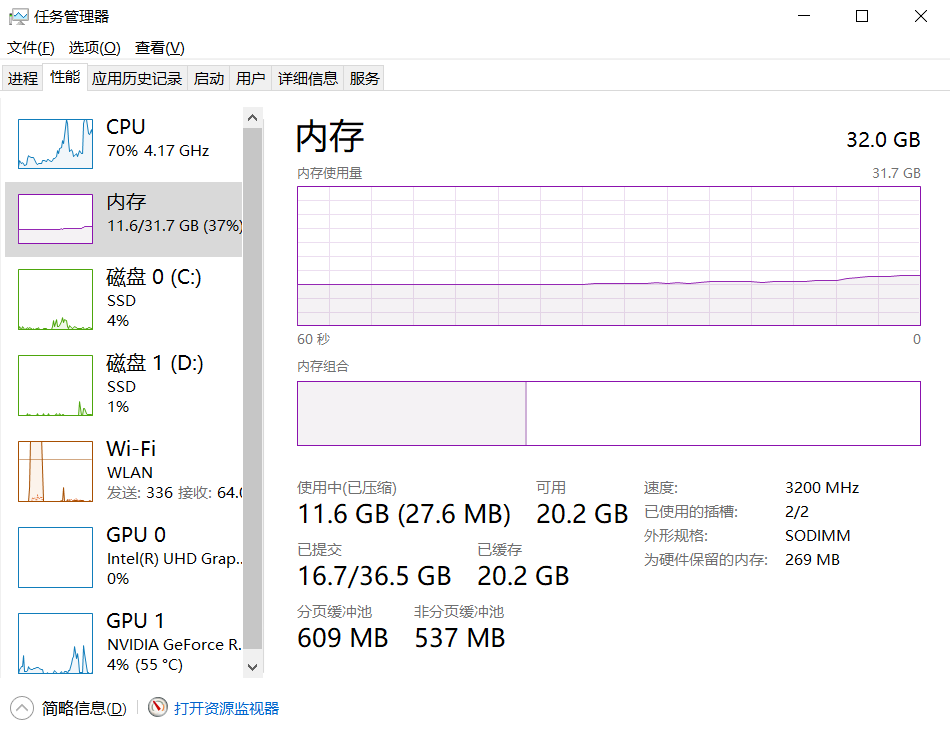 任务管理器
文件(F) 选项(O) 查看(V)
进程 性能 应用历史记录 启动 用户 详细信息 服务
CPU
70% 4.17 GHz
内存
11.6/31.7 GB (37%)
磁盘 0 (C:)
SSD
4%
磁盘 1 (D:)
SSD
1%
Wi-Fi
WLAN
发送: 336 接收: 64.0
GPU 0
Intel(R) UHD Grap...
0%
GPU 1
NVIDIA GeForce R...
4% (55 °C)
内存 32.0 GB
内存使用量 31.7 GB
60 秒 0
内存组合
使用中(已压缩) 可用
11.6 GB (27.6 MB) 20.2 GB
已提交 已缓存
16.7/36.5 GB 20.2 GB
分页缓冲池 非分页缓冲池
609 MB 537 MB
速度: 3200 MHz
已使用的插槽: 2/2
外形规格: SODIMM
为硬件保留的内存: 269 MB
简略信息(D) 打开资源监视器